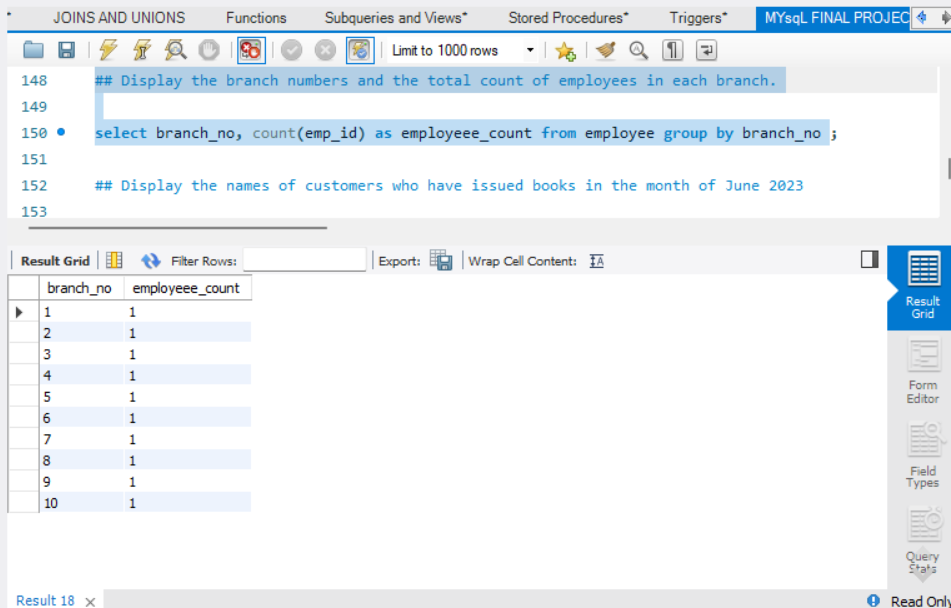 JOINS AND UNIONS Functions Subqueries and Views* Stored Procedures* Triggers* MYsqL FINAL PROJEC
Limit to 1000 rows
148 ## Display the branch numbers and the total count of employees in each branch.
149
150 select branch_no, count(emp_id) as employeee_count from employee group by branch_no ;
151
152 ## Display the names of customers who have issued books in the month of June 2023
153
Result Grid Filter Rows: Export: Wrap Cell Content: IA
branch_no employeee_count
1 1
2 1
3 1
4 1
5 1
6 1
7 1
8 1
9 1
10 1
Result
Grid
Form
Editor
Field
Types
Query
Stats
Result 18 Read Only